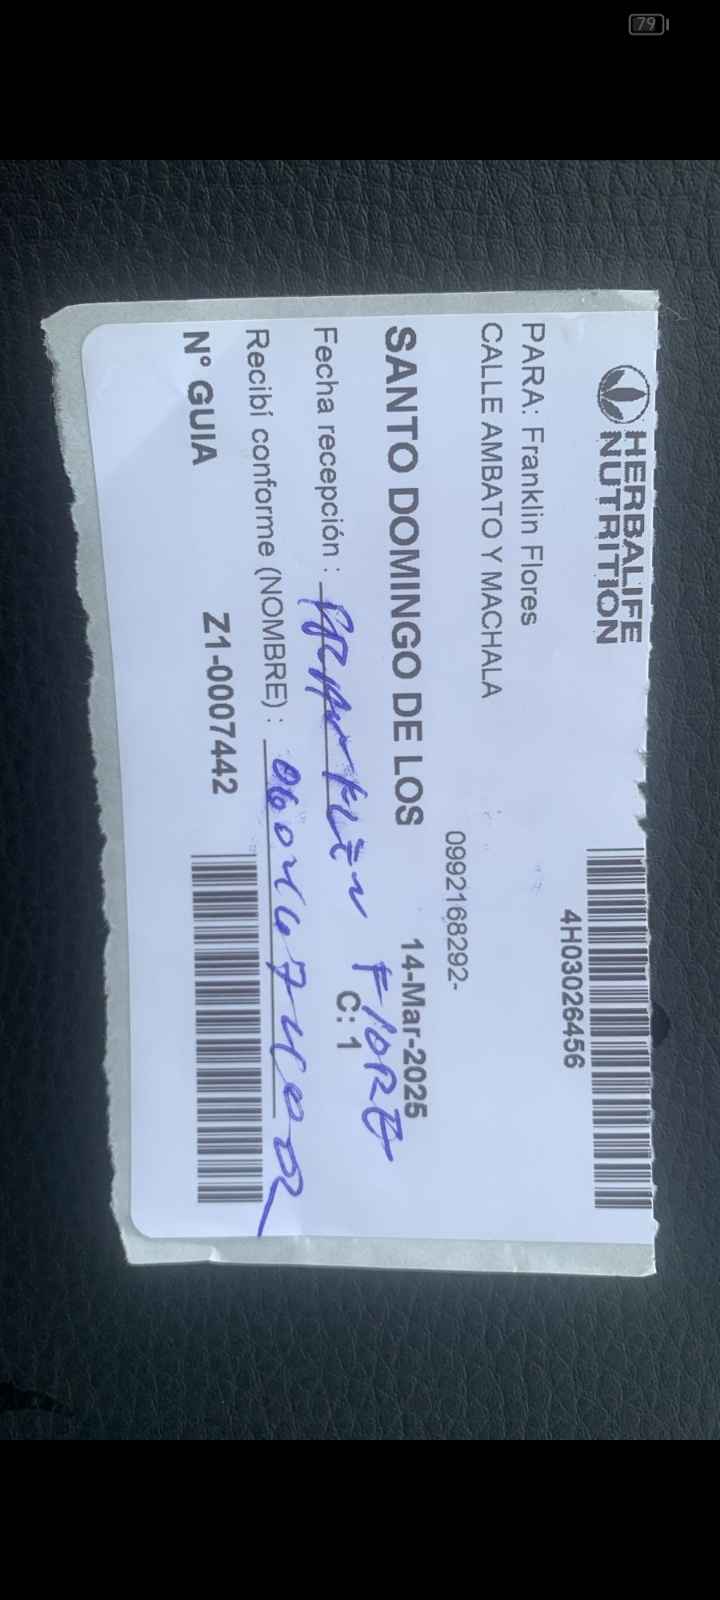 79
HERBALIFE
NUTRITION
4H03026456
PARA: Franklin Flores
CALLE AMBATO Y MACHALA
0992168292-
SANTO DOMINGO DE LOS
14-Mar-2025
C: 1
Fecha recepción :
Recibí conforme (NOMBRE) :
N° GUIA
Z1-0007442